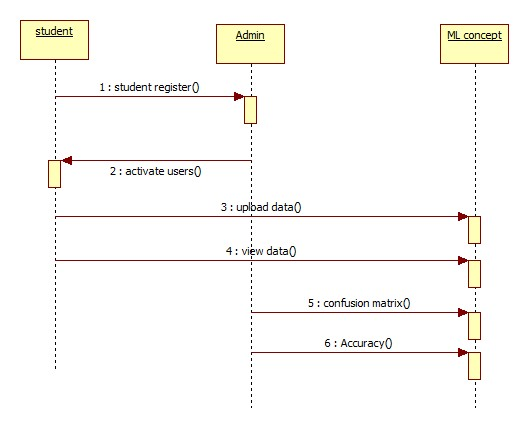 student
Admin
ML concept
1 : student register()
2 : activate users()
3 : upload data()
4 : view data()
5 : confusion matrix()
6 : Accuracy()